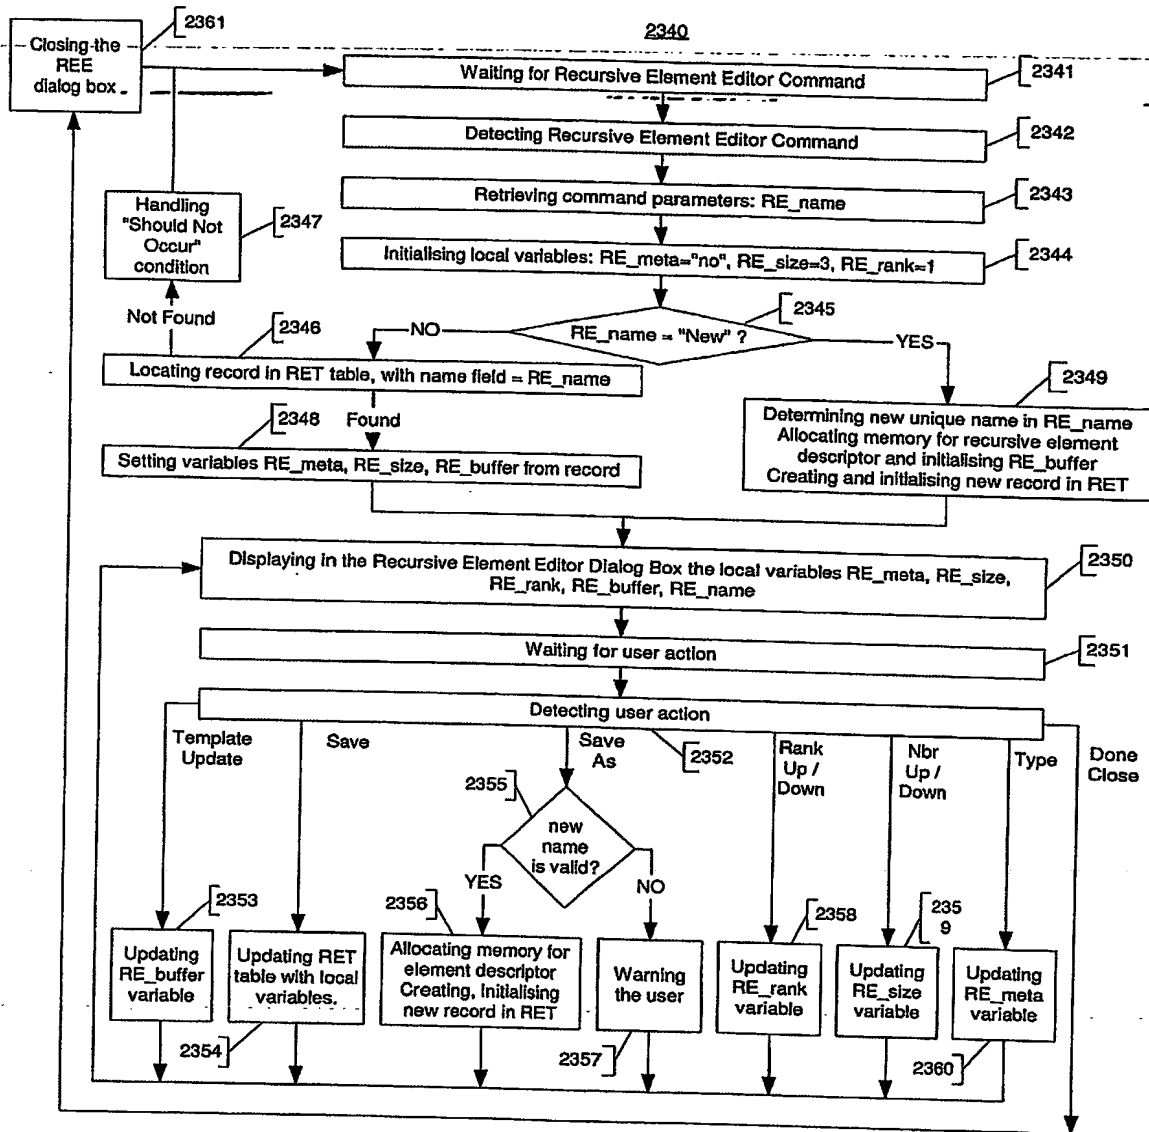 2361
2340
Closing the
REE
dialog box
Waiting for Recursive Element Editor Command
2341
Detecting Recursive Element Editor Command
2342
Retrieving command parameters: RE_name
2343
Handling
"Should Not
Occur"
condition
2347
Initialising local variables: RE_meta="no", RE_size=3, RE_rank=1
2344
Not Found
2346
NO
RE_name = "New" ?
2345
YES
Locating record in RET table, with name field = RE_name
2349
2348
Found
Determining new unique name in RE_name
Allocating memory for recursive element
descriptor and initialising RE_buffer
Creating and initialising new record in RET
Setting variables RE_meta, RE_size, RE_buffer from record
Displaying in the Recursive Element Editor Dialog Box the local variables RE_meta, RE_size,
RE_rank, RE_buffer, RE_name
2350
Waiting for user action
2351
Detecting user action
2352
Template
Update
Save
Save
As
Rank
Up /
Down
Nbr
Up /
Down
Type
Done
Close
2355
new
name
is valid?
YES
NO
2353
2356
2358
235
9
Updating
RE_buffer
variable
Updating RET
table with local
variables.
Allocating memory for
element descriptor
Creating, Initialising
new record in RET
Warning
the user
Updating
RE_rank
variable
Updating
RE_size
variable
Updating
RE_meta
variable
2354
2357
2360